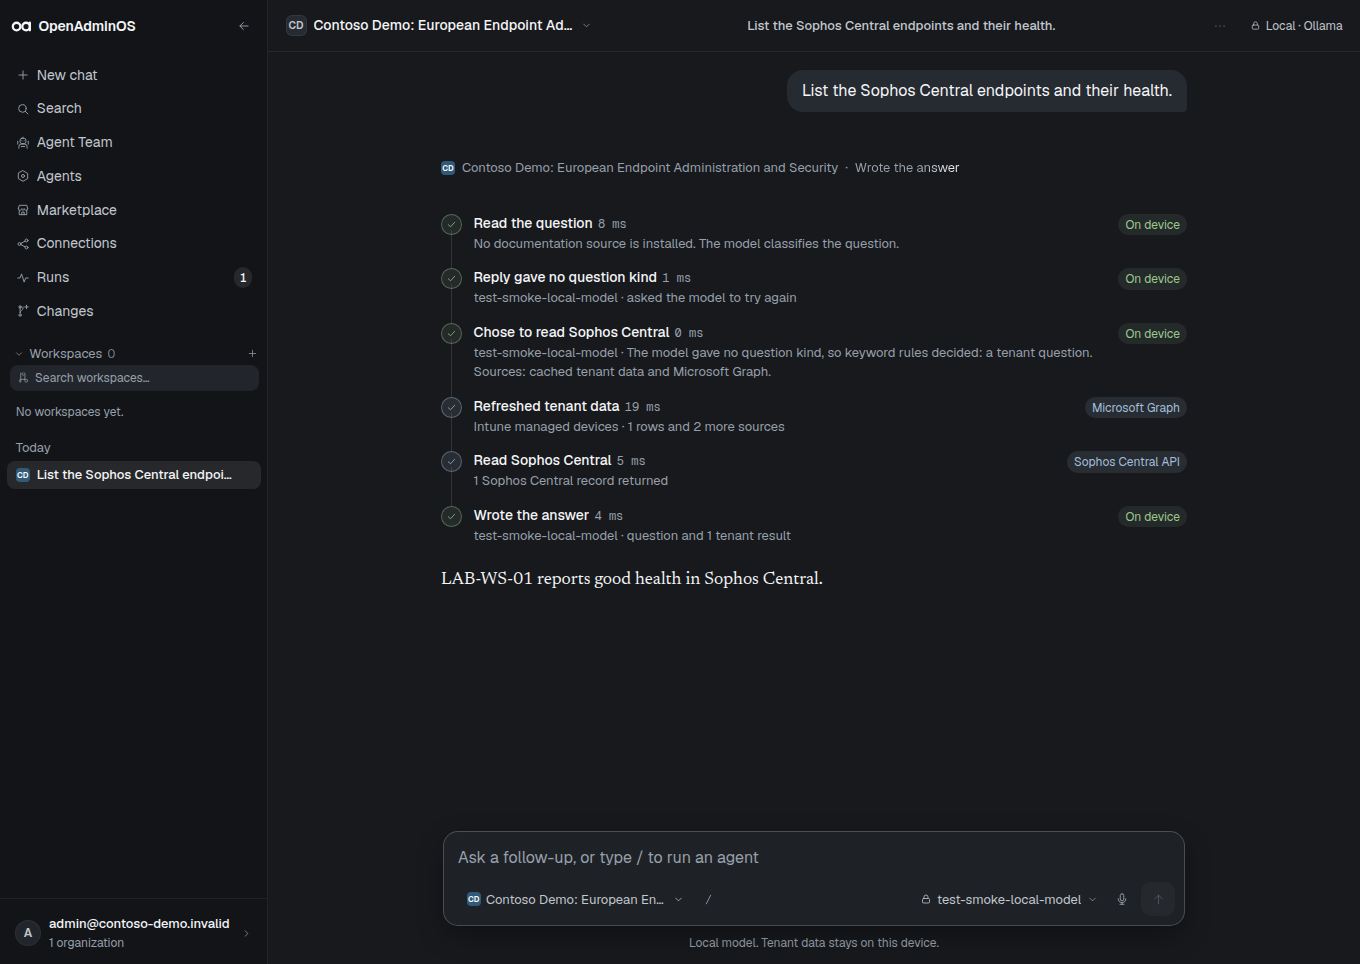 OpenAdminOS
New chat
Search
Agent Team
Agents
Marketplace
Connections
Runs 1
Changes
Workspaces 0
Search workspaces...
No workspaces yet.
Today
CD List the Sophos Central endpoi...
A
admin@contoso-demo.invalid
1 organization
CD Contoso Demo: European Endpoint Ad...
List the Sophos Central endpoints and their health.
Local · Ollama
List the Sophos Central endpoints and their health.
CD Contoso Demo: European Endpoint Administration and Security · Wrote the answer
Read the question 8 ms On device
No documentation source is installed. The model classifies the question.
Reply gave no question kind 1 ms On device
test-smoke-local-model · asked the model to try again
Chose to read Sophos Central 0 ms On device
test-smoke-local-model · The model gave no question kind, so keyword rules decided: a tenant question.
Sources: cached tenant data and Microsoft Graph.
Refreshed tenant data 19 ms Microsoft Graph
Intune managed devices · 1 rows and 2 more sources
Read Sophos Central 5 ms Sophos Central API
1 Sophos Central record returned
Wrote the answer 4 ms On device
test-smoke-local-model · question and 1 tenant result
LAB-WS-01 reports good health in Sophos Central.
Ask a follow-up, or type / to run an agent
CD Contoso Demo: European En... / test-smoke-local-model
Local model. Tenant data stays on this device.